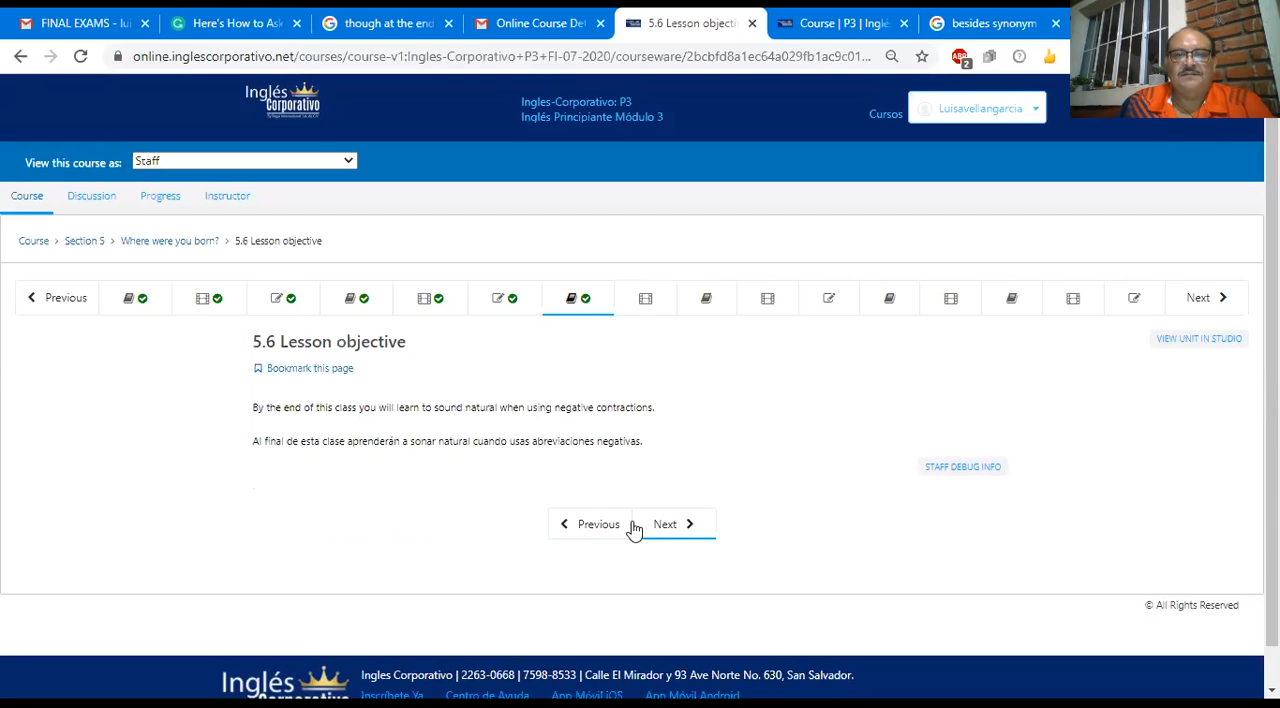 FINAL EXAMS - lui
Here's How to Ask
though at the end
Online Course Det
5.6 Lesson objecti
Course | P3 | Inglé
besides synonym
online.inglescorporativo.net/courses/course-v1:Ingles-Corporativo+P3+FI-07-2020/courseware/2bcbfd8a1ec64a029fb1ac9c01...
ABP
2
Inglés
Corporativo
Ingles-Corporativo: P3
Inglés Principiante Módulo 3
Cursos
Luisavellangarcia
View this course as:
Staff
Course
Discussion
Progress
Instructor
Course > Section 5 > Where were you born? > 5.6 Lesson objective
Previous
Next
5.6 Lesson objective
VIEW UNIT IN STUDIO
Bookmark this page
By the end of this class you will learn to sound natural when using negative contractions.
Al final de esta clase aprenderán a sonar natural cuando usas abreviaciones negativas.
STAFF DEBUG INFO
Previous
Next
© All Rights Reserved
Inglés
Corporativo
Ingles Corporativo | 2263-0668 | 7598-8533 | Calle El Mirador y 93 Ave Norte No. 630, San Salvador.
Inscríbete Ya
Centro de Ayuda
App Móvil iOS
App Móvil Android